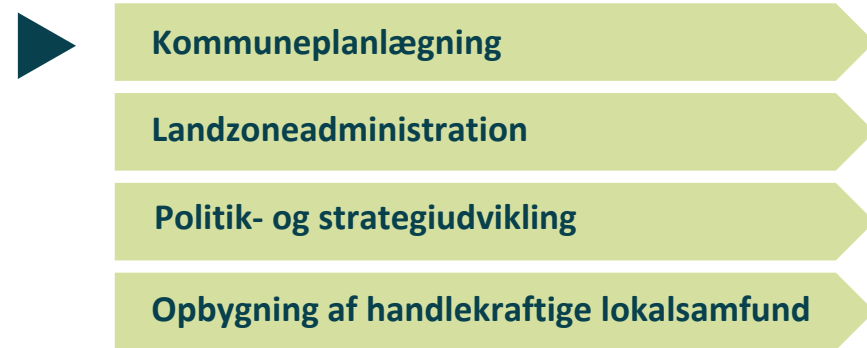 Kommuneplanlægning
Landzoneadministration
Politik- og strategiudvikling
Opbygning af handlekraftige lokalsamfund